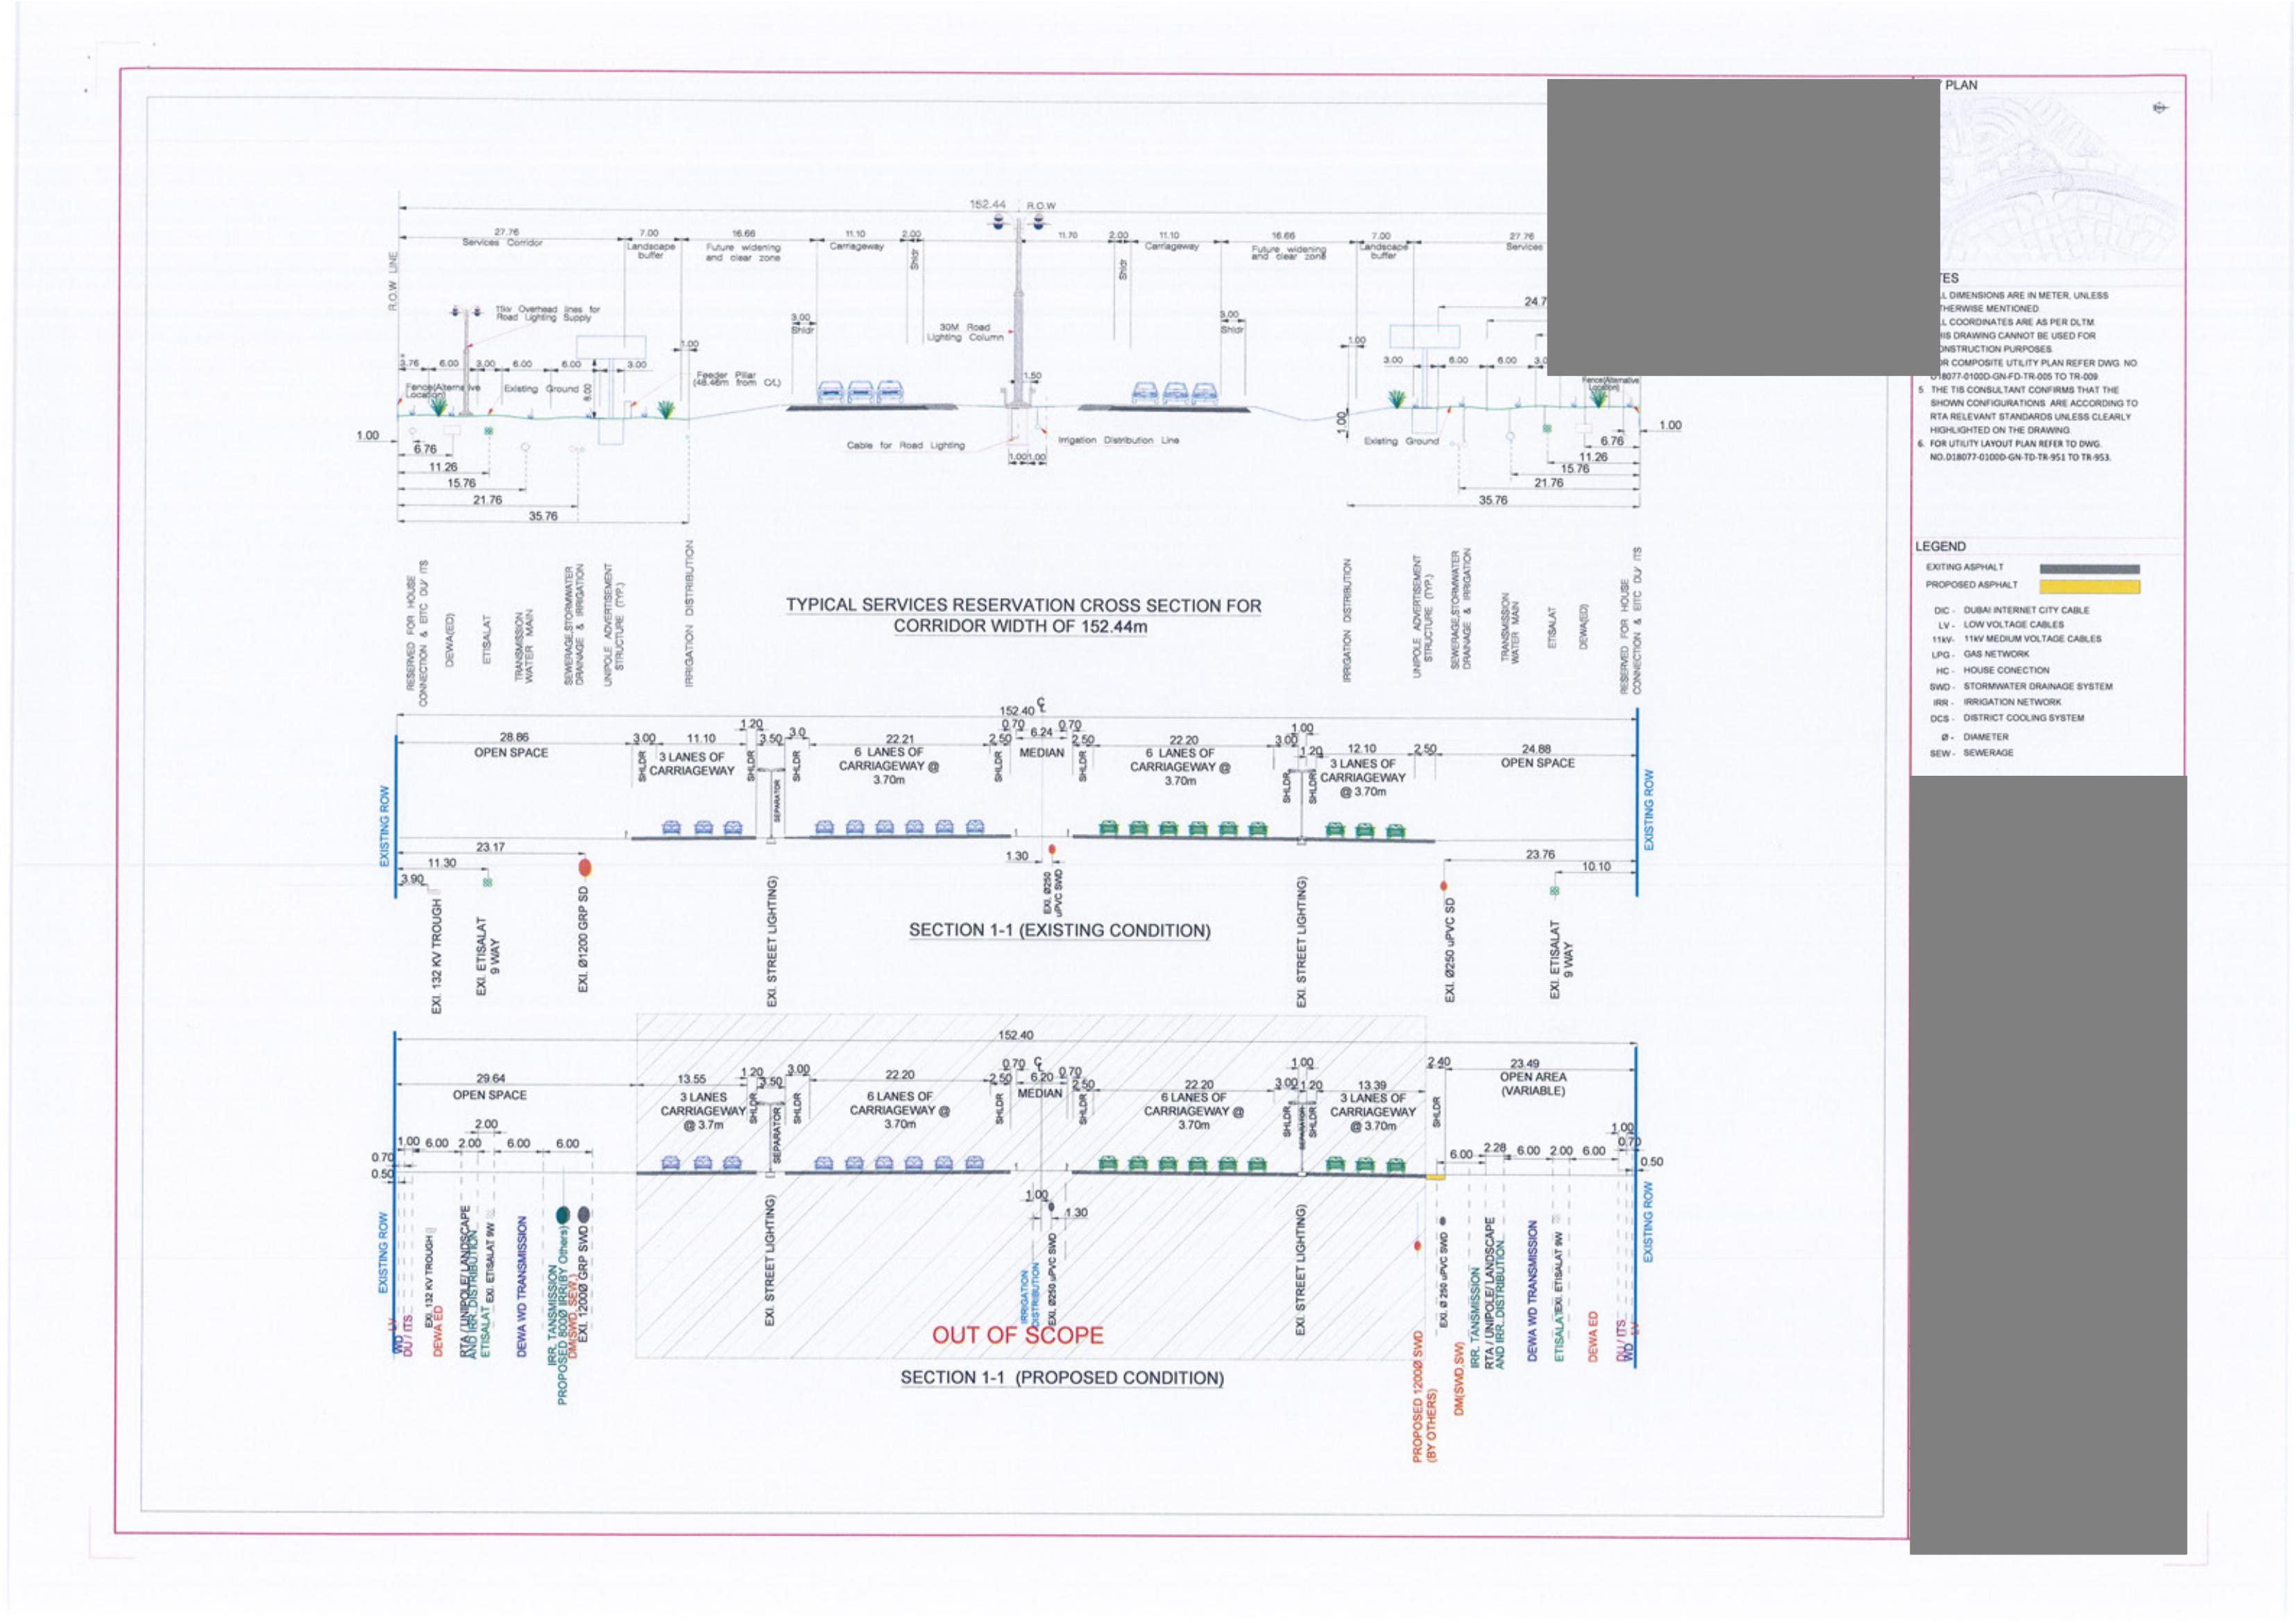 PLAN
152.44 R.O.W
27.76
Services Corridor
7.00
Landscape
buffer
16.66
Future widening
and clear zone
11.10
Carriageway
2.00
Shldr
11.70
2.00
Shldr
11.10
Carriageway
16.66
Future widening
and clear zone
7.00
Landscape
buffer
27.76
Services
R.O.W LINE
11kv Overhead lines for
Road Lighting Supply
3.00
Shldr
30M Road
Lighting Column
3.00
Shldr
24.7
1.00
1.00
3.76
6.00
3.00
6.00
6.00
3.00
8.00
Fence(Alternative
Location)
Existing Ground
Feeder Pillar
(48.46m from C/L)
1.50
3.00
6.00
6.00
3.0
Fence(Alternative
Location)
1.00
6.76
11.26
15.76
21.76
35.76
Cable for Road Lighting
1.00
1.00
Irrigation Distribution Line
1.00
Existing Ground
1.00
6.76
11.26
15.76
21.76
35.76
RESERVED FOR HOUSE
CONNECTION & EITC DU/ ITS
DEWA(ED)
ETISALAT
TRANSMISSION
WATER MAIN
SEWERAGE,STORMWATER
DRAINAGE & IRRIGATION
UNIPOLE ADVERTISEMENT
STRUCTURE (TYP.)
IRRIGATION DISTRIBUTION
TYPICAL SERVICES RESERVATION CROSS SECTION FOR
CORRIDOR WIDTH OF 152.44m
IRRIGATION DISTRIBUTION
UNIPOLE ADVERTISEMENT
STRUCTURE (TYP.)
SEWERAGE,STORMWATER
DRAINAGE & IRRIGATION
TRANSMISSION
WATER MAIN
ETISALAT
DEWA(ED)
RESERVED FOR HOUSE
CONNECTION & EITC DU/ ITS
152.40
28.86
OPEN SPACE
3.00
SHLDR
11.10
3 LANES OF
CARRIAGEWAY
1.20
SHLDR
3.50
SEPARATOR
3.0
SHLDR
22.21
6 LANES OF
CARRIAGEWAY @
3.70m
2.50
SHLDR
0.70
6.24
MEDIAN
0.70
2.50
SHLDR
22.20
6 LANES OF
CARRIAGEWAY @
3.70m
3.00
SHLDR
1.00
1.20
SHLDR
12.10
3 LANES OF
CARRIAGEWAY
@ 3.70m
2.50
24.88
OPEN SPACE
EXISTING ROW
EXISTING ROW
23.17
11.30
3.90
1.30
23.76
10.10
EXI. 132 KV TROUGH
EXI. ETISALAT
9 WAY
EXI. Ø1200 GRP SD
EXI. STREET LIGHTING)
EXI. Ø250
uPVC SWD
EXI. STREET LIGHTING)
EXI. Ø250 uPVC SD
EXI. ETISALAT
9 WAY
SECTION 1-1 (EXISTING CONDITION)
152.40
29.64
OPEN SPACE
13.55
3 LANES
CARRIAGEWAY
@ 3.7m
1.20
SHLDR
3.50
SEPARATOR
3.00
SHLDR
22.20
6 LANES OF
CARRIAGEWAY @
3.70m
2.50
SHLDR
0.70
6.20
MEDIAN
0.70
2.50
SHLDR
22.20
6 LANES OF
CARRIAGEWAY @
3.70m
3.00
SHLDR
1.00
SEPARATOR
1.20
SHLDR
13.39
3 LANES OF
CARRIAGEWAY
@ 3.70m
2.40
SHLDR
23.49
OPEN AREA
(VARIABLE)
0.70
0.50
1.00
6.00
2.00
2.00
6.00
6.00
1.00
1.30
6.00
2.28
6.00
2.00
6.00
1.00
0.70
0.50
EXISTING ROW
WD
LV
DU / ITS
EXI. 132 KV TROUGH
DEWA ED
RTA / UNIPOLE/ LANDSCAPE
AND IRR. DISTRIBUTION
ETISALAT
EXI. ETISALAT 9W
DEWA WD TRANSMISSION
IRR. TANSMISSION
PROPOSED 800Ø IRR(BY Others)
DM(SWD, SEW.)
EXI. 1200Ø GRP SWD
EXI. STREET LIGHTING)
IRRIGATION
DISTRIBUTION
EXI. Ø250 uPVC SWD
EXI. STREET LIGHTING)
OUT OF SCOPE
PROPOSED 1200Ø SWD
(BY OTHERS)
EXI. Ø 250 uPVC SWD
DM(SWD,SW)
IRR. TANSMISSION
RTA / UNIPOLE/ LANDSCAPE
AND IRR. DISTRIBUTION
DEWA WD TRANSMISSION
ETISALAT
EXI. ETISALAT 9W
DEWA ED
DU / ITS
WD
LV
EXISTING ROW
SECTION 1-1 (PROPOSED CONDITION)
TES
L DIMENSIONS ARE IN METER, UNLESS
THERWISE MENTIONED
L COORDINATES ARE AS PER DLTM
IS DRAWING CANNOT BE USED FOR
ONSTRUCTION PURPOSES.
R COMPOSITE UTILITY PLAN REFER DWG. NO
D18077-0100D-GN-FD-TR-005 TO TR-009
5. THE TIS CONSULTANT CONFIRMS THAT THE
SHOWN CONFIGURATIONS ARE ACCORDING TO
RTA RELEVANT STANDARDS UNLESS CLEARLY
HIGHLIGHTED ON THE DRAWING.
6. FOR UTILITY LAYOUT PLAN REFER TO DWG.
NO.D18077-0100D-GN-TD-TR-951 TO TR-953.
LEGEND
EXITING ASPHALT
PROPOSED ASPHALT
DIC - DUBAI INTERNET CITY CABLE
LV - LOW VOLTAGE CABLES
11kV- 11kV MEDIUM VOLTAGE CABLES
LPG - GAS NETWORK
HC - HOUSE CONECTION
SWD - STORMWATER DRAINAGE SYSTEM
IRR - IRRIGATION NETWORK
DCS - DISTRICT COOLING SYSTEM
Ø - DIAMETER
SEW - SEWERAGE